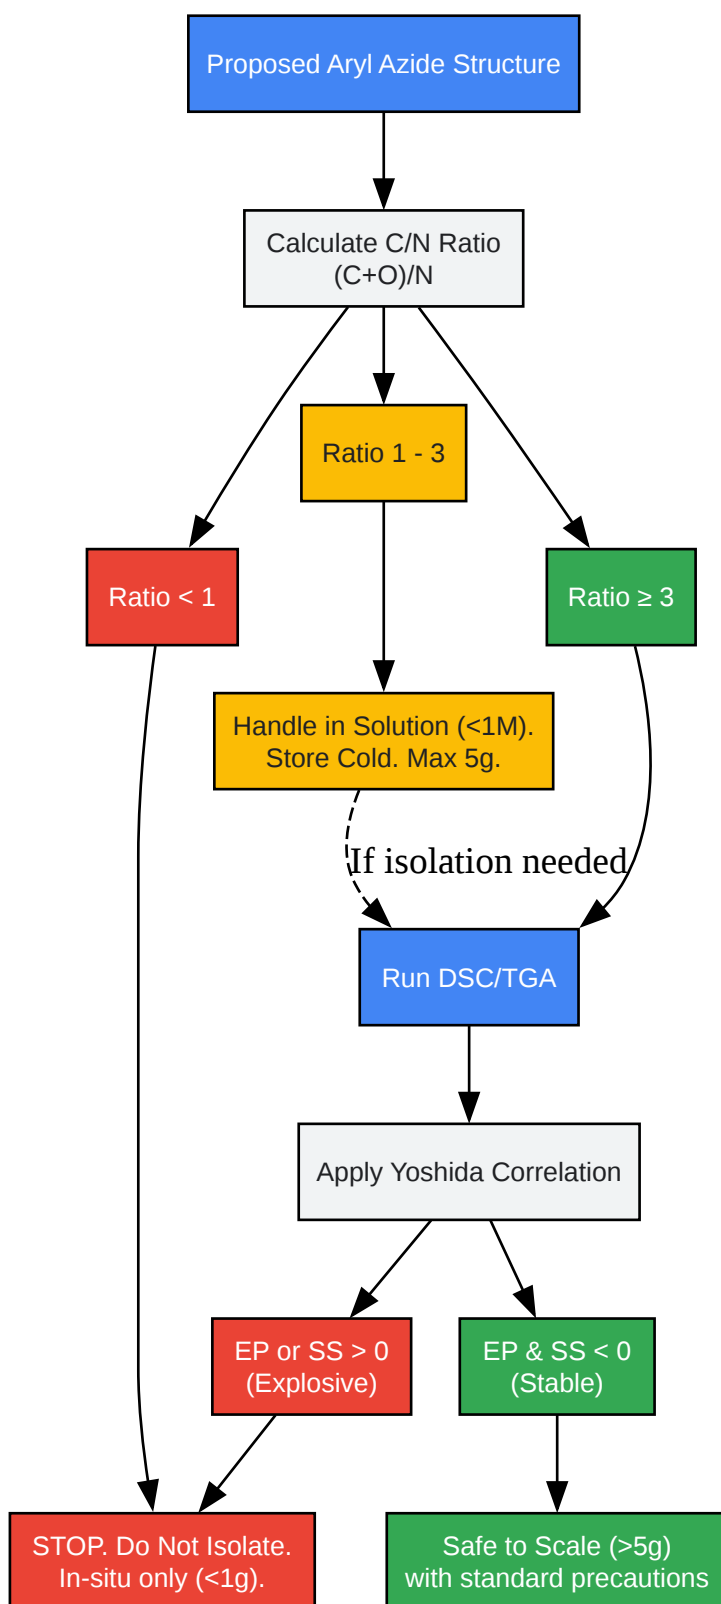 Proposed Aryl Azide Structure
Calculate C/N Ratio
(C+O)/N
Ratio 1 - 3
Ratio < 1
Ratio ≥ 3
Handle in Solution (<1M).
Store Cold. Max 5g.
If isolation needed
Run DSC/TGA
Apply Yoshida Correlation
EP or SS > 0
(Explosive)
EP & SS < 0
(Stable)
STOP. Do Not Isolate.
In-situ only (<1g).
Safe to Scale (>5g)
with standard precautions